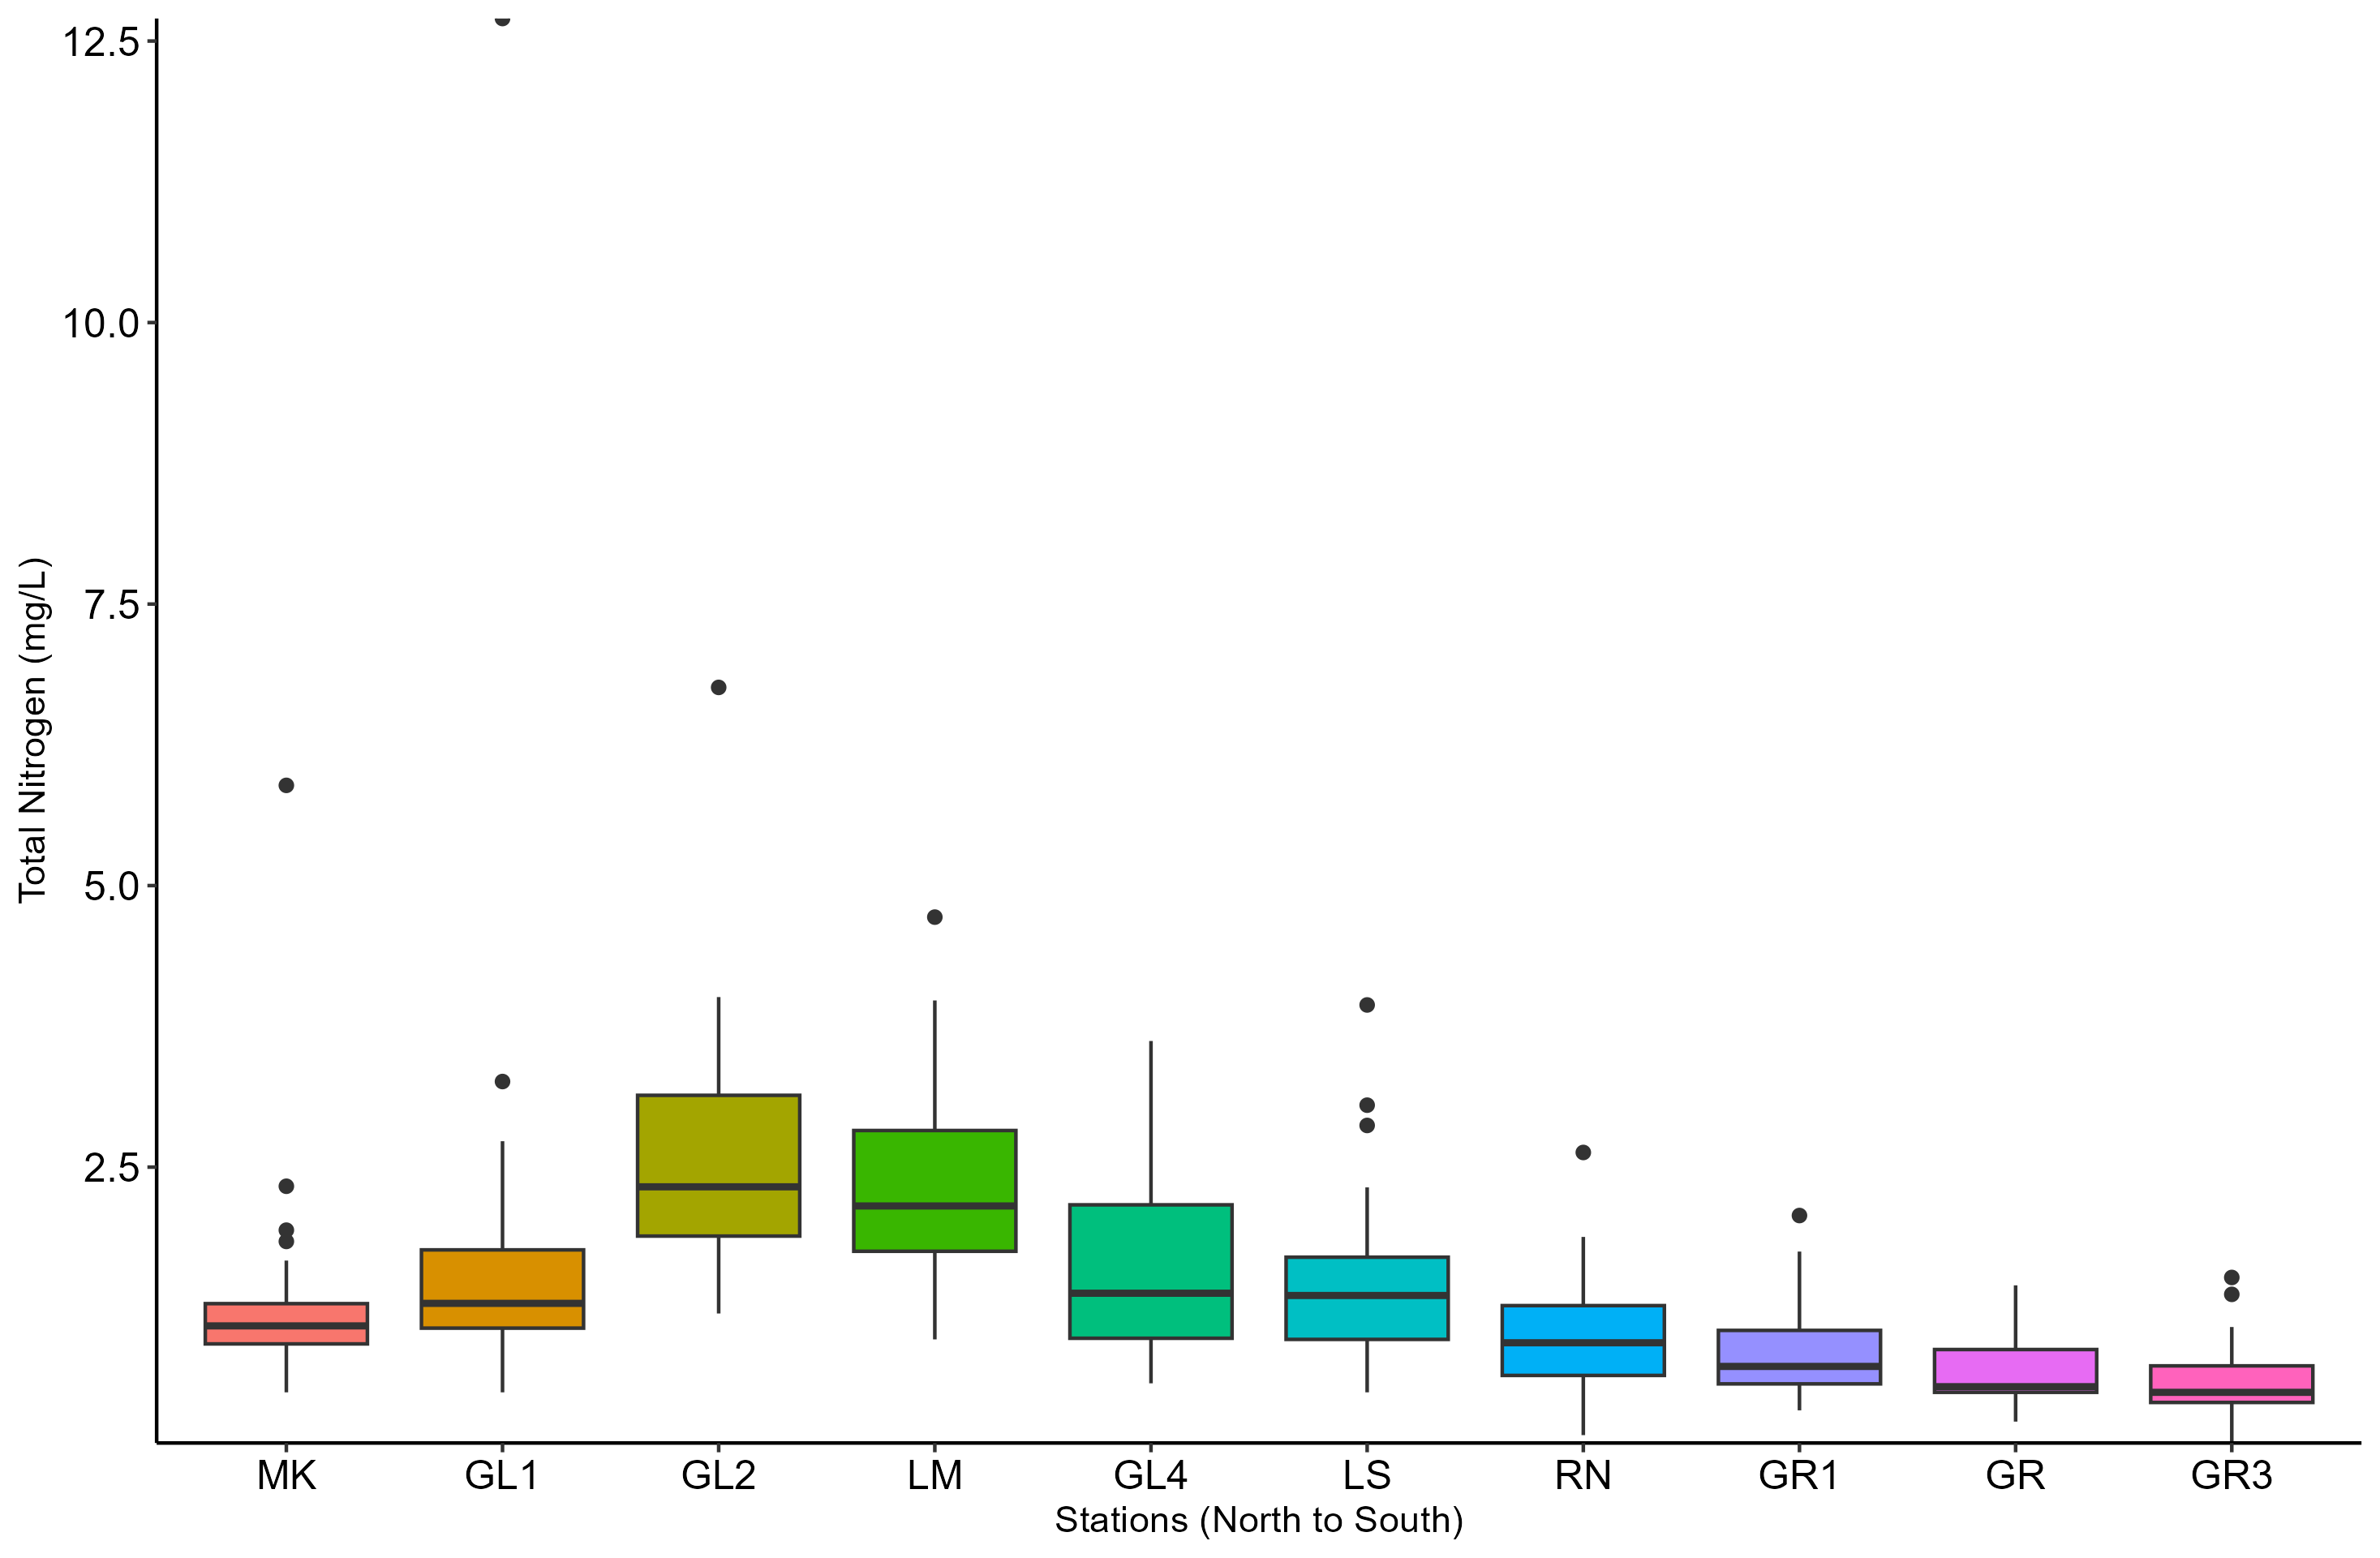 Total Nitrogen (mg/L)
12.5
10.0
7.5
5.0
2.5
MK GL1 GL2 LM GL4 LS RN GR1 GR GR3
Stations (North to South)